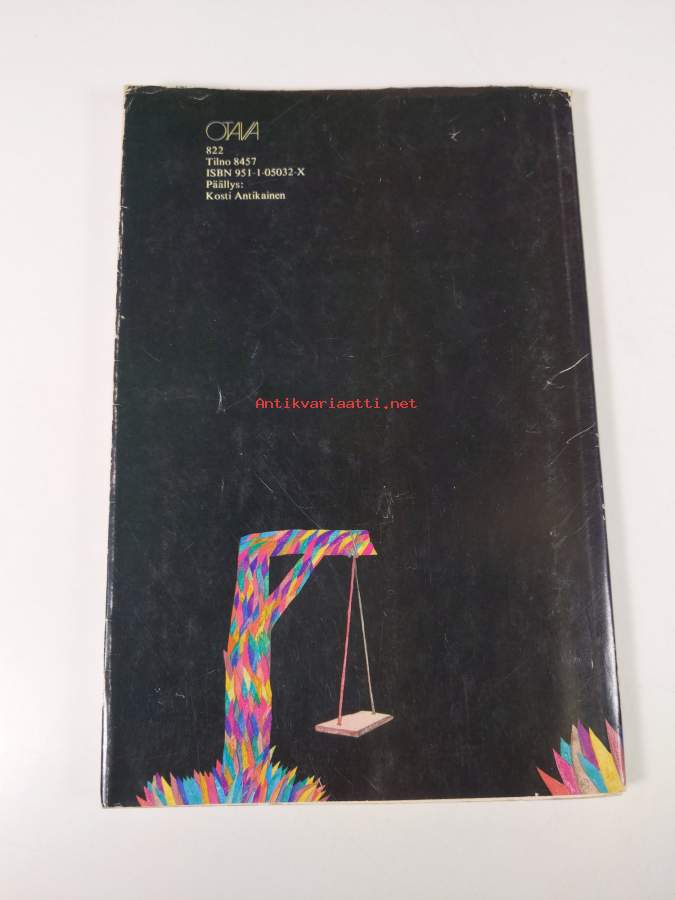 OTAVA
822
Tilno 8457
ISBN 951-1-05032-X
Päällys:
Kosti Antikainen
Antikvariaatti.net